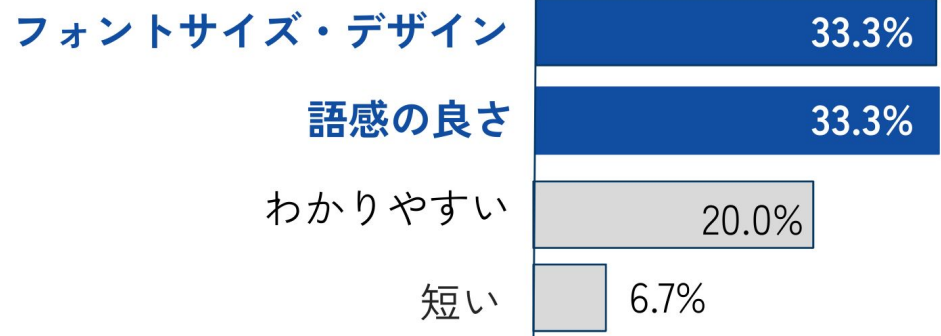 フォントサイズ・デザイン 33.3%
語感の良さ 33.3%
わかりやすい 20.0%
短い 6.7%